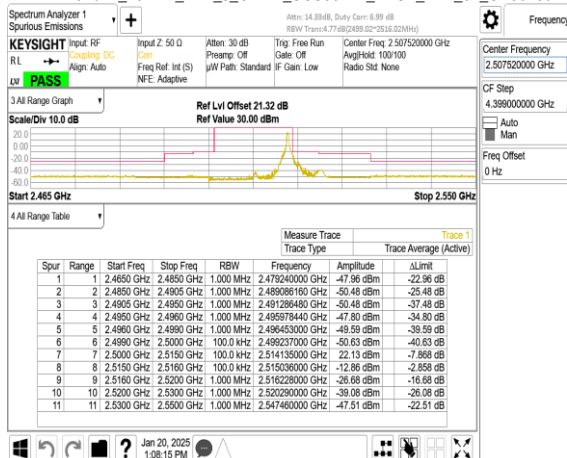 Spectrum Analyzer 1
Spurious Emissions
Attn: 14.33dB, Duty Corr: 6.99 dB
RBW Trans:4.77dB(2499.02~2516.02MHz)
Frequency
KEYSIGHT
RL
LXI
PASS
Input: RF
Coupling: DC
Align: Auto
Input Z: 50 Ω
Corr
Freq Ref: Int (S)
NFE: Adaptive
Atten: 30 dB
Preamp: Off
µW Path: Standard
Trig: Free Run
Gate: Off
IF Gain: Low
Center Freq: 2.507520000 GHz
Avg|Hold: 100/100
Radio Std: None
Center Frequency
2.507520000 GHz
CF Step
4.399000000 GHz
Auto
Man
Freq Offset
0 Hz
3 All Range Graph
Scale/Div 10.0 dB
Ref Lvl Offset 21.32 dB
Ref Value 30.00 dBm
20.0
0.00
-20.0
-40.0
-60.0
Start 2.465 GHz
Stop 2.550 GHz
4 All Range Table
Measure Trace Trace 1
Trace Type Trace Average (Active)
Spur Range Start Freq Stop Freq RBW Frequency Amplitude ΔLimit
1 1 2.4650 GHz 2.4850 GHz 1.000 MHz 2.479240000 GHz -47.96 dBm -22.96 dB
2 2 2.4850 GHz 2.4905 GHz 1.000 MHz 2.489086160 GHz -50.48 dBm -25.48 dB
3 3 2.4905 GHz 2.4950 GHz 1.000 MHz 2.491286480 GHz -50.48 dBm -37.48 dB
4 4 2.4950 GHz 2.4960 GHz 1.000 MHz 2.495978440 GHz -47.80 dBm -34.80 dB
5 5 2.4960 GHz 2.4990 GHz 1.000 MHz 2.496453000 GHz -49.59 dBm -39.59 dB
6 6 2.4990 GHz 2.5000 GHz 100.0 kHz 2.499237000 GHz -50.63 dBm -40.63 dB
7 7 2.5000 GHz 2.5150 GHz 100.0 kHz 2.514135000 GHz 22.13 dBm -7.868 dB
8 8 2.5150 GHz 2.5160 GHz 100.0 kHz 2.515036000 GHz -12.86 dBm -2.858 dB
9 9 2.5160 GHz 2.5200 GHz 1.000 MHz 2.516228000 GHz -26.68 dBm -16.68 dB
10 10 2.5200 GHz 2.5300 GHz 1.000 MHz 2.520290000 GHz -39.08 dBm -26.08 dB
11 11 2.5300 GHz 2.5500 GHz 1.000 MHz 2.547460000 GHz -47.51 dBm -22.51 dB
Jan 20, 2025
1:08:15 PM